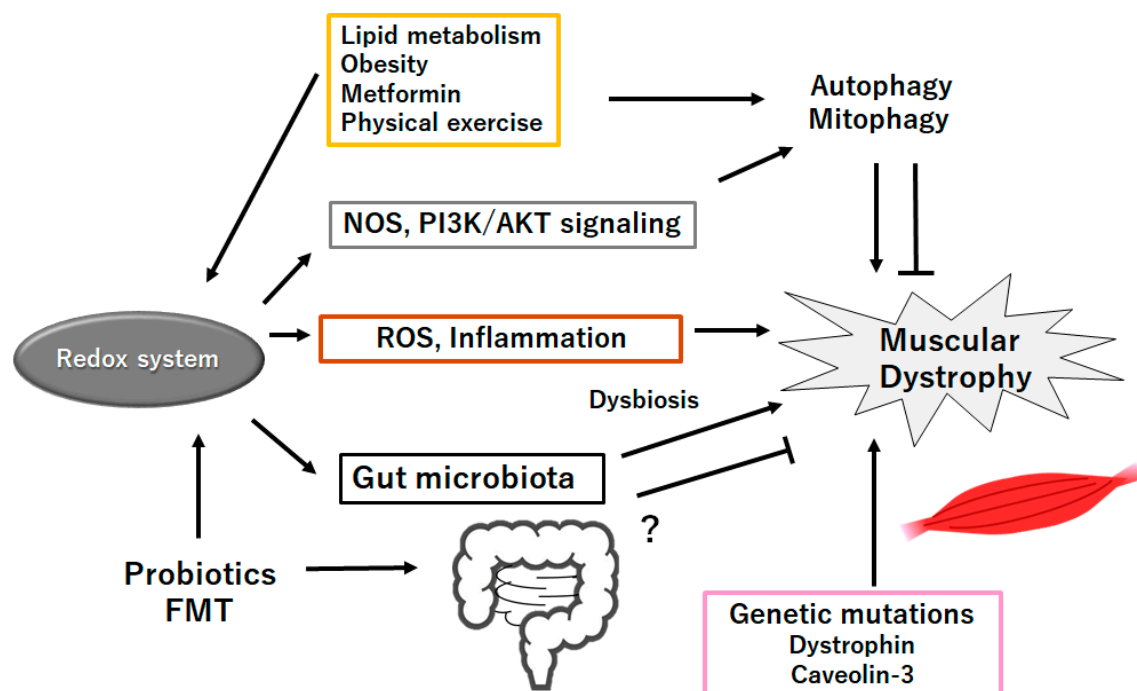 Lipid metabolism
Obesity
Metformin
Physical exercise
Autophagy
Mitophagy
NOS, PI3K/AKT signaling
Redox system
ROS, Inflammation
Muscular
Dystrophy
Dysbiosis
Gut microbiota
?
Probiotics
FMT
Genetic mutations
Dystrophin
Caveolin-3